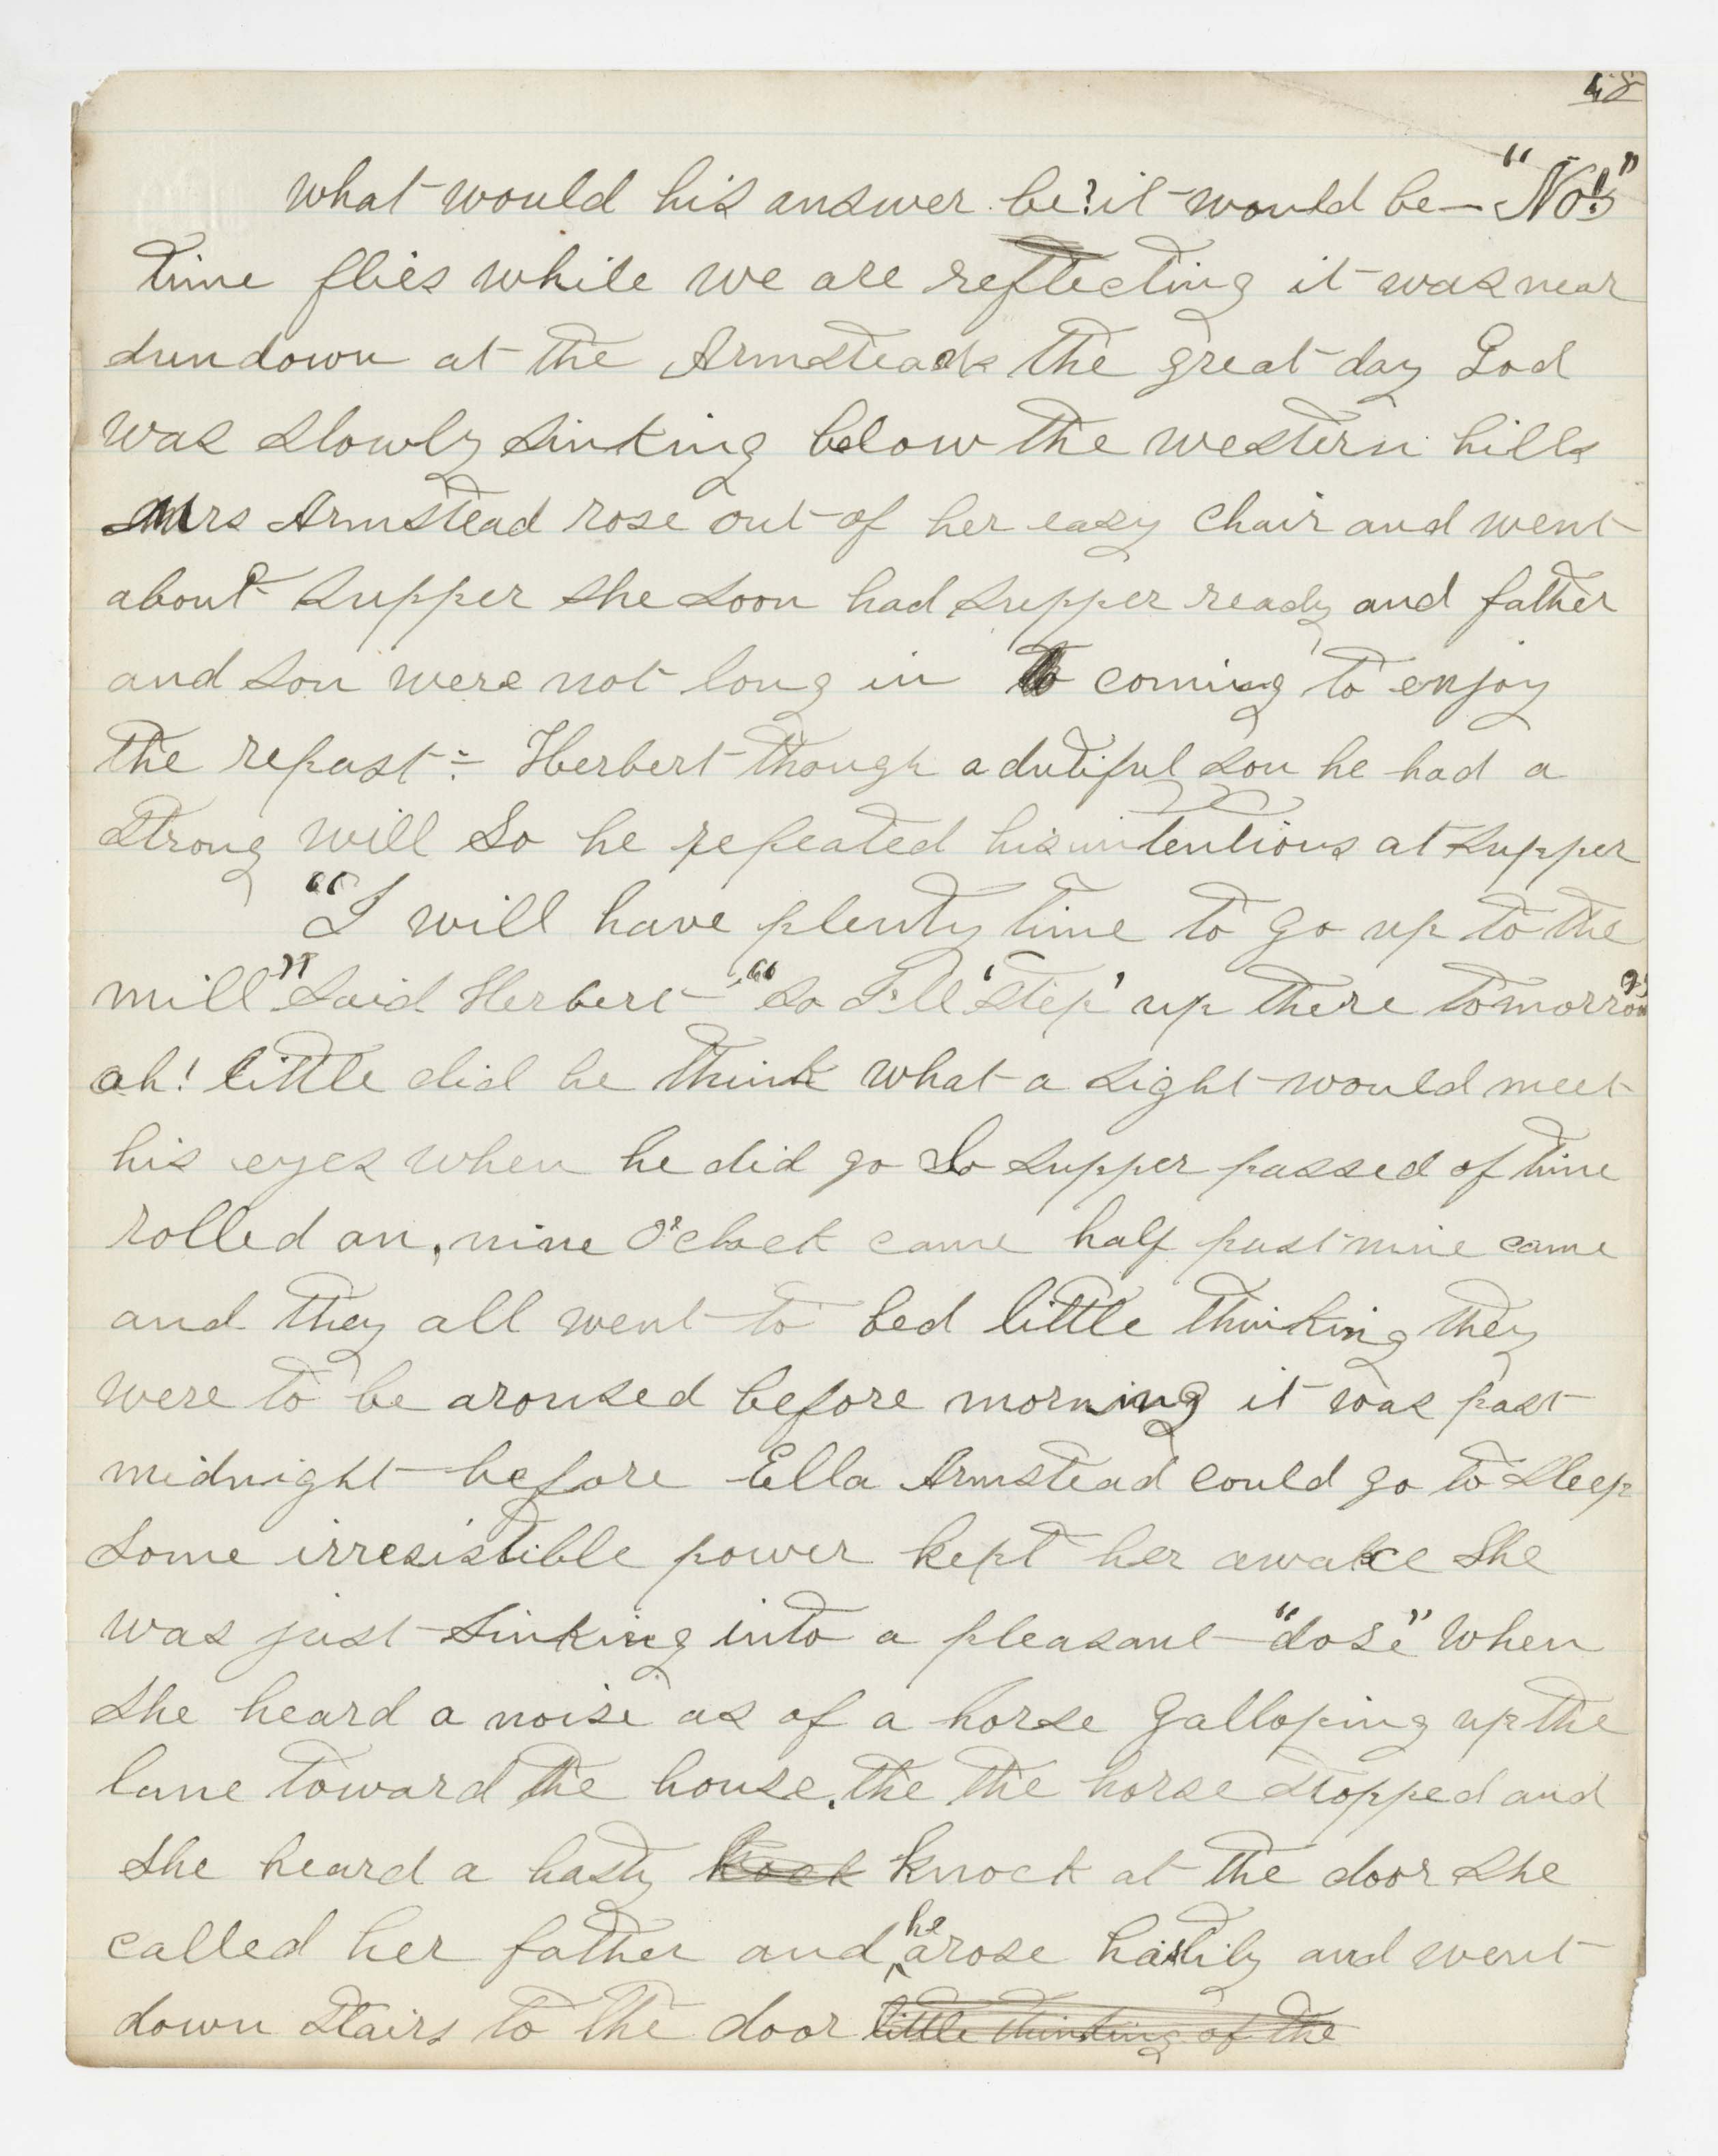 48
what would his answer be? it would be — "No!"
time flies while we are reflecting it was near
sundown at the Armsteads the great day God
was slowly sinking below the western hills
Mrs Armstead rose out of her easy chair and went
about supper she soon had supper ready and father
and son were not long in coming to enjoy
the repast - Herbert though a dutiful son he had a
strong will So he repeated his intentions at supper
"I will have plenty time to go up to the
mill" Said Herbert "so I'll 'step' up there tomorrow"
ah! little did he think what a sight would meet
his eyes when he did go So supper passed of time
rolled on, nine O'clock came half past nine came
and they all went to bed little thinking they
were to be aroused before morning it was past
midnight before Ella Armstead could go to sleep
Some irresistible power kept her awake She
was just sinking into a pleasant "dose" when
she heard a noise as of a horse galloping up the
lane toward the house. the the horse stopped and
she heard a hasty knock at the door she
called her father and he arose hastily and went
down stairs to the door little thinking of the